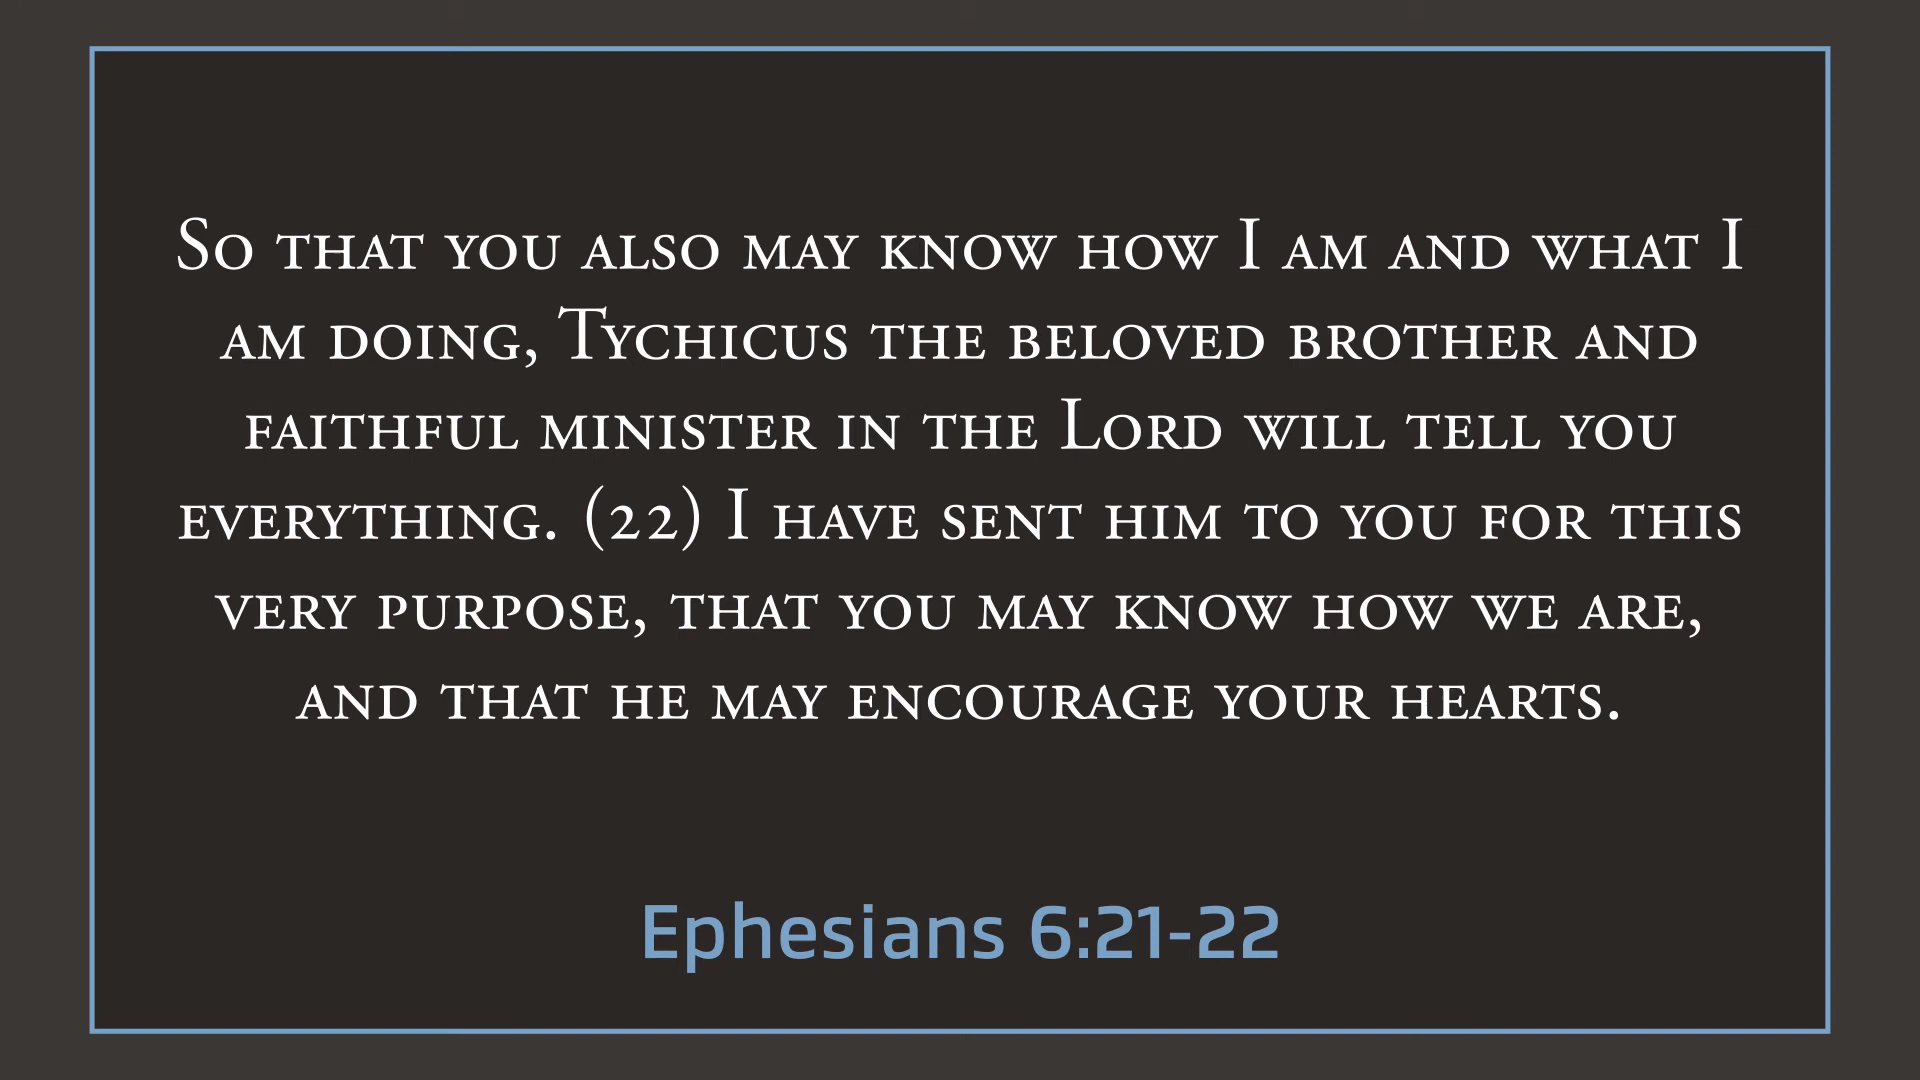 So that you also may know how I am and what I
am doing, Tychicus the beloved brother and
faithful minister in the Lord will tell you
everything. (22) I have sent him to you for this
very purpose, that you may know how we are,
and that he may encourage your hearts.
Ephesians 6:21-22